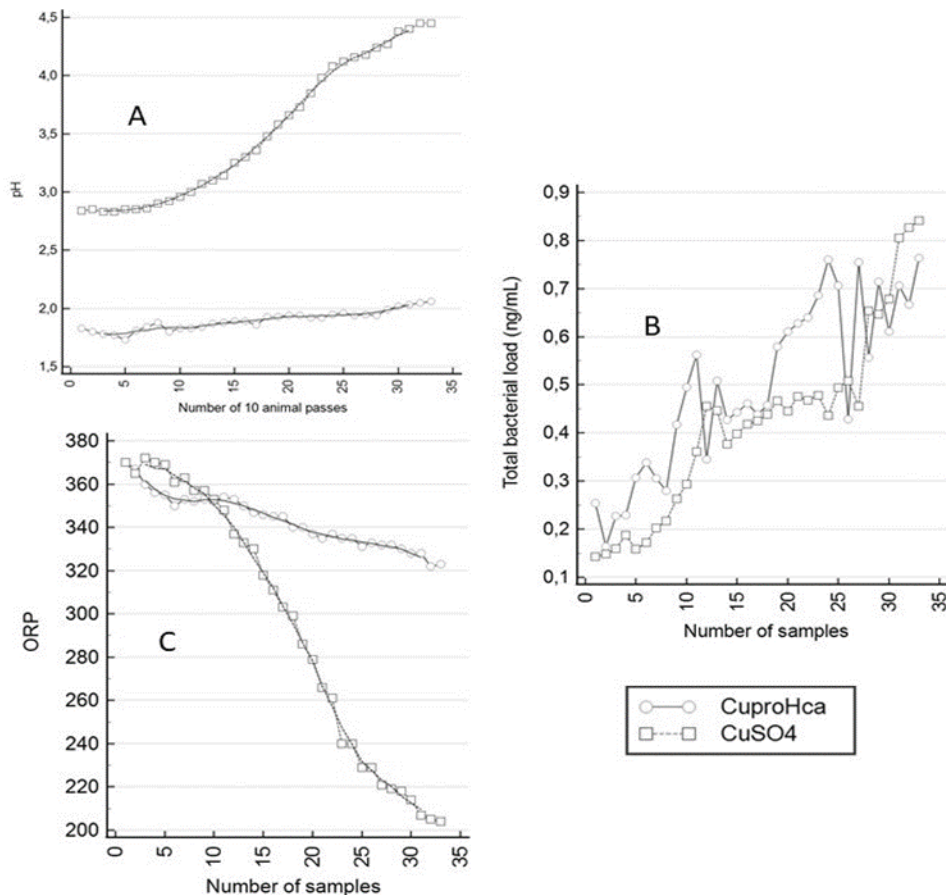 4,5
4,0
3,5
3,0
2,5
2,0
1,5
pH
A
0 5 10 15 20 25 30 35
Number of 10 animal passes
0,9
0,8
0,7
0,6
0,5
0,4
0,3
0,2
0,1
Total bacterial load (ng/mL)
B
0 5 10 15 20 25 30 35
Number of samples
380
360
340
320
300
280
260
240
220
200
ORP
C
0 5 10 15 20 25 30 35
Number of samples
CuproHca
CuSO4